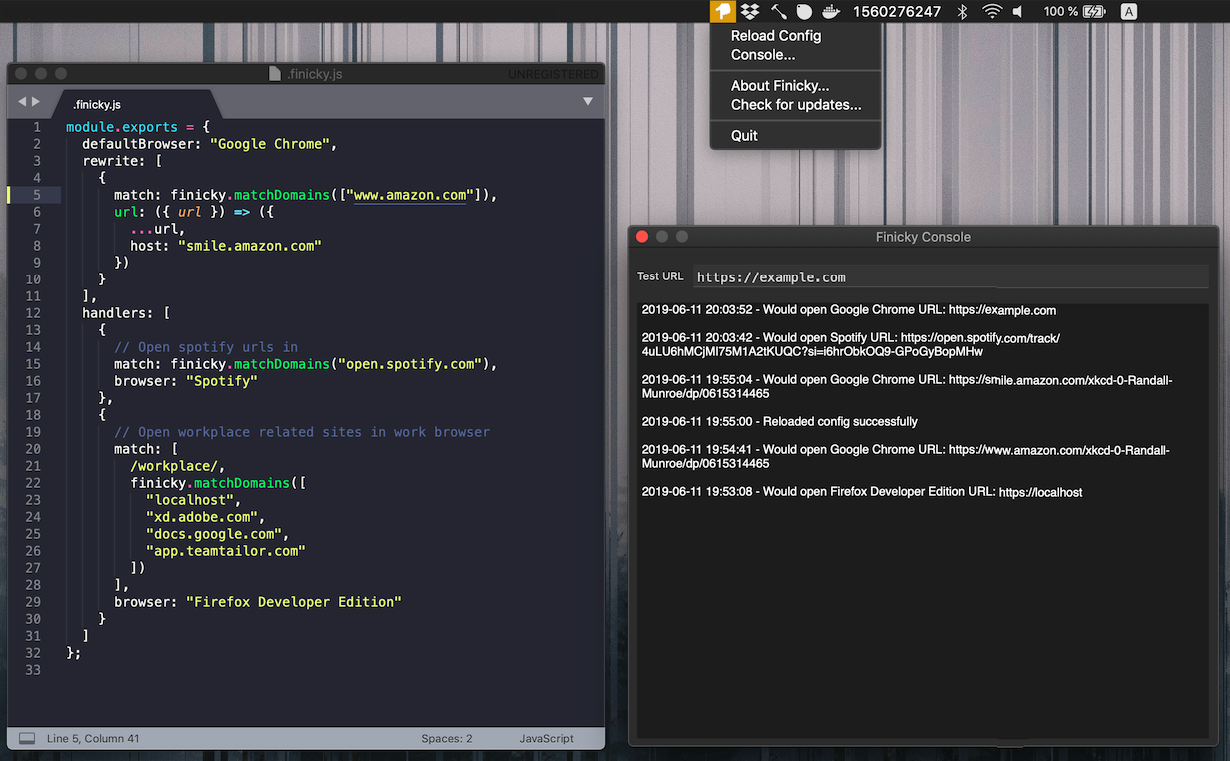 1560276247
100 %
A
Reload Config
Console...
About Finicky...
Check for updates...
Quit
.finicky.js
UNREGISTERED
.finicky.js
1 module.exports = {
2 defaultBrowser: "Google Chrome",
3 rewrite: [
4 {
5 match: finicky.matchDomains(["www.amazon.com"]),
6 url: ({ url }) => ({
7 ...url,
8 host: "smile.amazon.com"
9 })
10 }
11 ],
12 handlers: [
13 {
14 // Open spotify urls in
15 match: finicky.matchDomains("open.spotify.com"),
16 browser: "Spotify"
17 },
18 {
19 // Open workplace related sites in work browser
20 match: [
21 /workplace/,
22 finicky.matchDomains([
23 "localhost",
24 "xd.adobe.com",
25 "docs.google.com",
26 "app.teamtailor.com"
27 ])
28 ],
29 browser: "Firefox Developer Edition"
30 }
31 ]
32 };
33
Line 5, Column 41
Spaces: 2
JavaScript
Finicky Console
Test URL
https://example.com
2019-06-11 20:03:52 - Would open Google Chrome URL: https://example.com
2019-06-11 20:03:42 - Would open Spotify URL: https://open.spotify.com/track/
4uLU6hMCjMI75M1A2tKUQC?si=i6hrObkOQ9-GPoGyBopMHw
2019-06-11 19:55:04 - Would open Google Chrome URL: https://smile.amazon.com/xkcd-0-Randall-
Munroe/dp/0615314465
2019-06-11 19:55:00 - Reloaded config successfully
2019-06-11 19:54:41 - Would open Google Chrome URL: https://www.amazon.com/xkcd-0-Randall-
Munroe/dp/0615314465
2019-06-11 19:53:08 - Would open Firefox Developer Edition URL: https://localhost